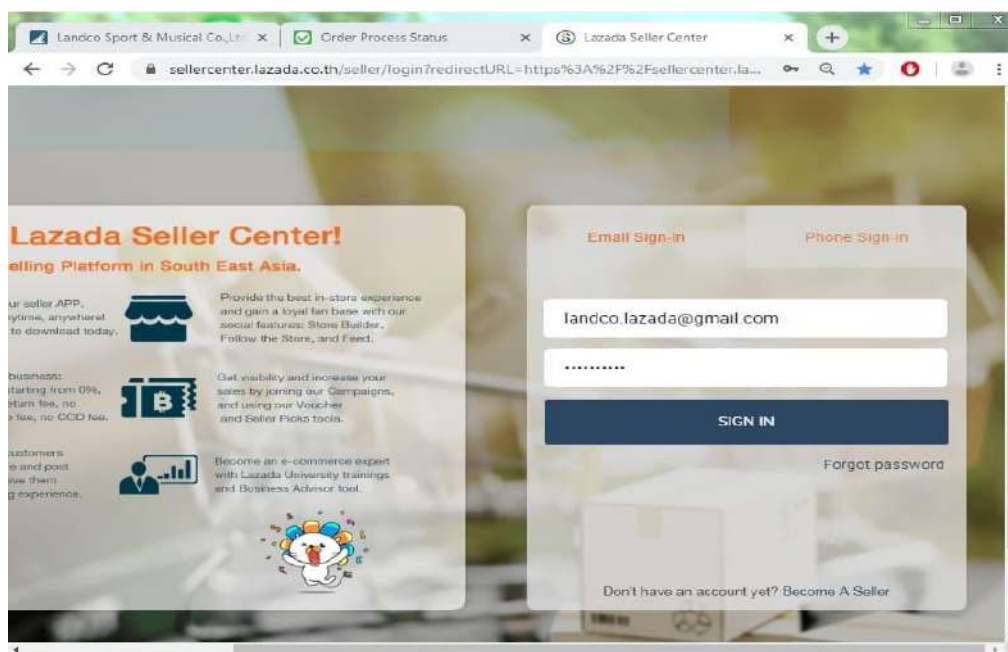 Landco Sport & Musical Co.,Lt
Order Process Status
Lazada Seller Center
sellercenter.lazada.co.th/seller/login?redirectURL=https%3A%2F%2Fsellercenter.la...
Lazada Seller Center!
elling Platform in South East Asia.
ur seller APP.
nytime, anywhere!
to download today.
Provide the best in-store experience
and gain a loyal fan base with our
social features: Store Builder,
Follow the Store, and Feed.
business:
starting from 0%,
eturn fee, no
fee, no COD fee.
Get visibility and increase your
sales by joining our Campaigns,
and using our Voucher
and Seller Picks tools.
customers
e and post
ve them
g experience.
Become an e-commerce expert
with Lazada University trainings
and Business Advisor tool.
Email Sign-in
Phone Sign-in
landco.lazada@gmail.com
••••••••••
SIGN IN
Forgot password
Don't have an account yet? Become A Seller